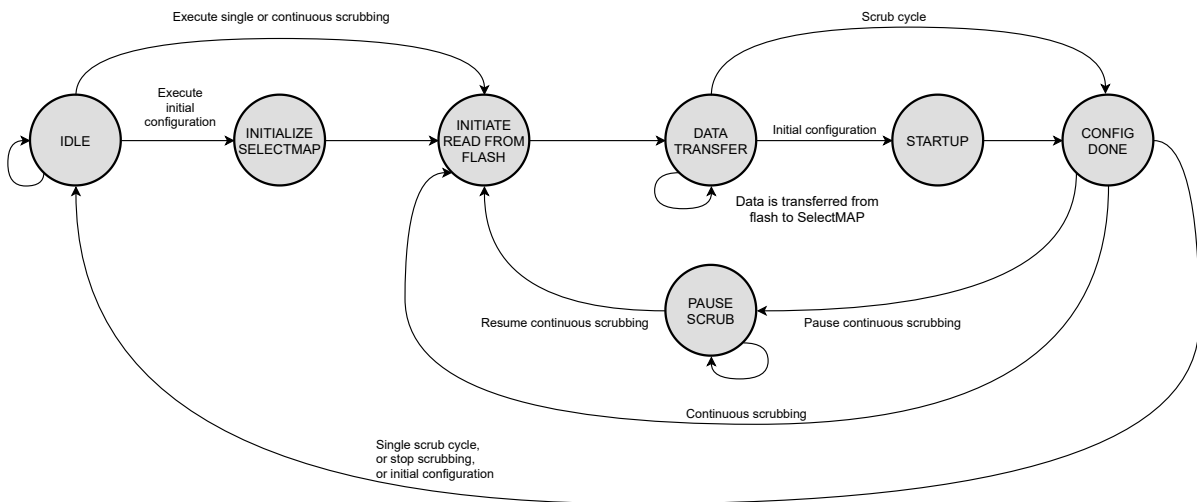 Execute single or continuous scrubbing
Scrub cycle
Execute
initial
configuration
IDLE
INITIALIZE
SELECTMAP
INITIATE
READ FROM
FLASH
DATA
TRANSFER
Initial configuration
STARTUP
CONFIG
DONE
Data is transferred from
flash to SelectMAP
PAUSE
SCRUB
Resume continuous scrubbing
Pause continuous scrubbing
Continuous scrubbing
Single scrub cycle,
or stop scrubbing,
or initial configuration